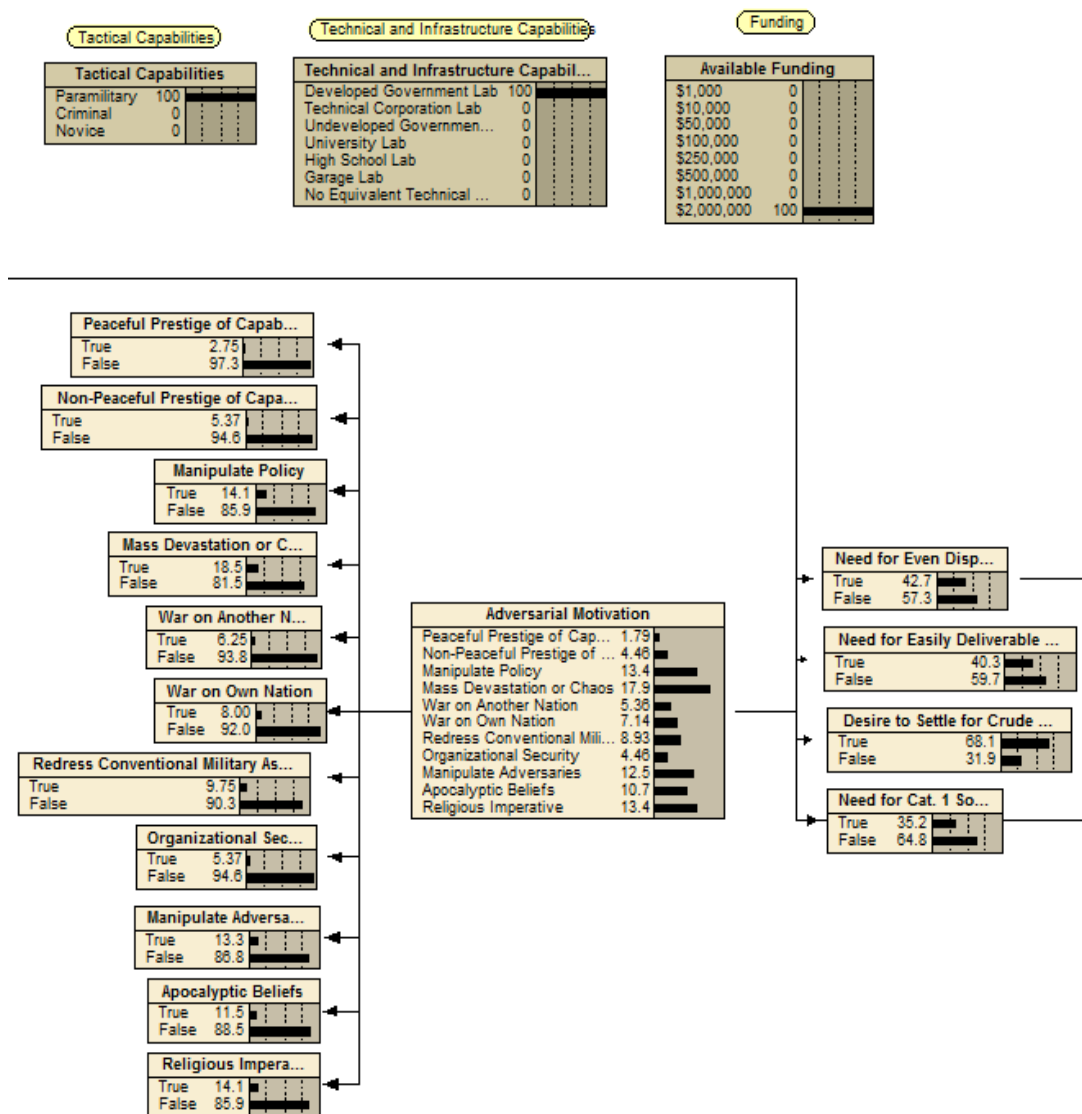 Tactical Capabilities
Technical and Infrastructure Capabilities
Funding
Tactical Capabilities
Paramilitary 100
Criminal 0
Novice 0
Technical and Infrastructure Capabil...
Developed Government Lab 100
Technical Corporation Lab 0
Undeveloped Governmen... 0
University Lab 0
High School Lab 0
Garage Lab 0
No Equivalent Technical ... 0
Available Funding
$1,000 0
$10,000 0
$50,000 0
$100,000 0
$250,000 0
$500,000 0
$1,000,000 0
$2,000,000 100
Peaceful Prestige of Capab...
True 2.75
False 97.3
Non-Peaceful Prestige of Capa...
True 5.37
False 94.6
Manipulate Policy
True 14.1
False 85.9
Mass Devastation or C...
True 18.5
False 81.5
War on Another N...
True 6.25
False 93.8
War on Own Nation
True 8.00
False 92.0
Redress Conventional Military As...
True 9.75
False 90.3
Organizational Sec...
True 5.37
False 94.6
Manipulate Adversa...
True 13.3
False 86.8
Apocalyptic Beliefs
True 11.5
False 88.5
Religious Impera...
True 14.1
False 85.9
Adversarial Motivation
Peaceful Prestige of Cap... 1.79
Non-Peaceful Prestige of ... 4.46
Manipulate Policy 13.4
Mass Devastation or Chaos 17.9
War on Another Nation 5.36
War on Own Nation 7.14
Redress Conventional Mili... 8.93
Organizational Security 4.46
Manipulate Adversaries 12.5
Apocalyptic Beliefs 10.7
Religious Imperative 13.4
Need for Even Disp...
True 42.7
False 57.3
Need for Easily Deliverable ...
True 40.3
False 59.7
Desire to Settle for Crude ...
True 68.1
False 31.9
Need for Cat. 1 So...
True 35.2
False 64.8